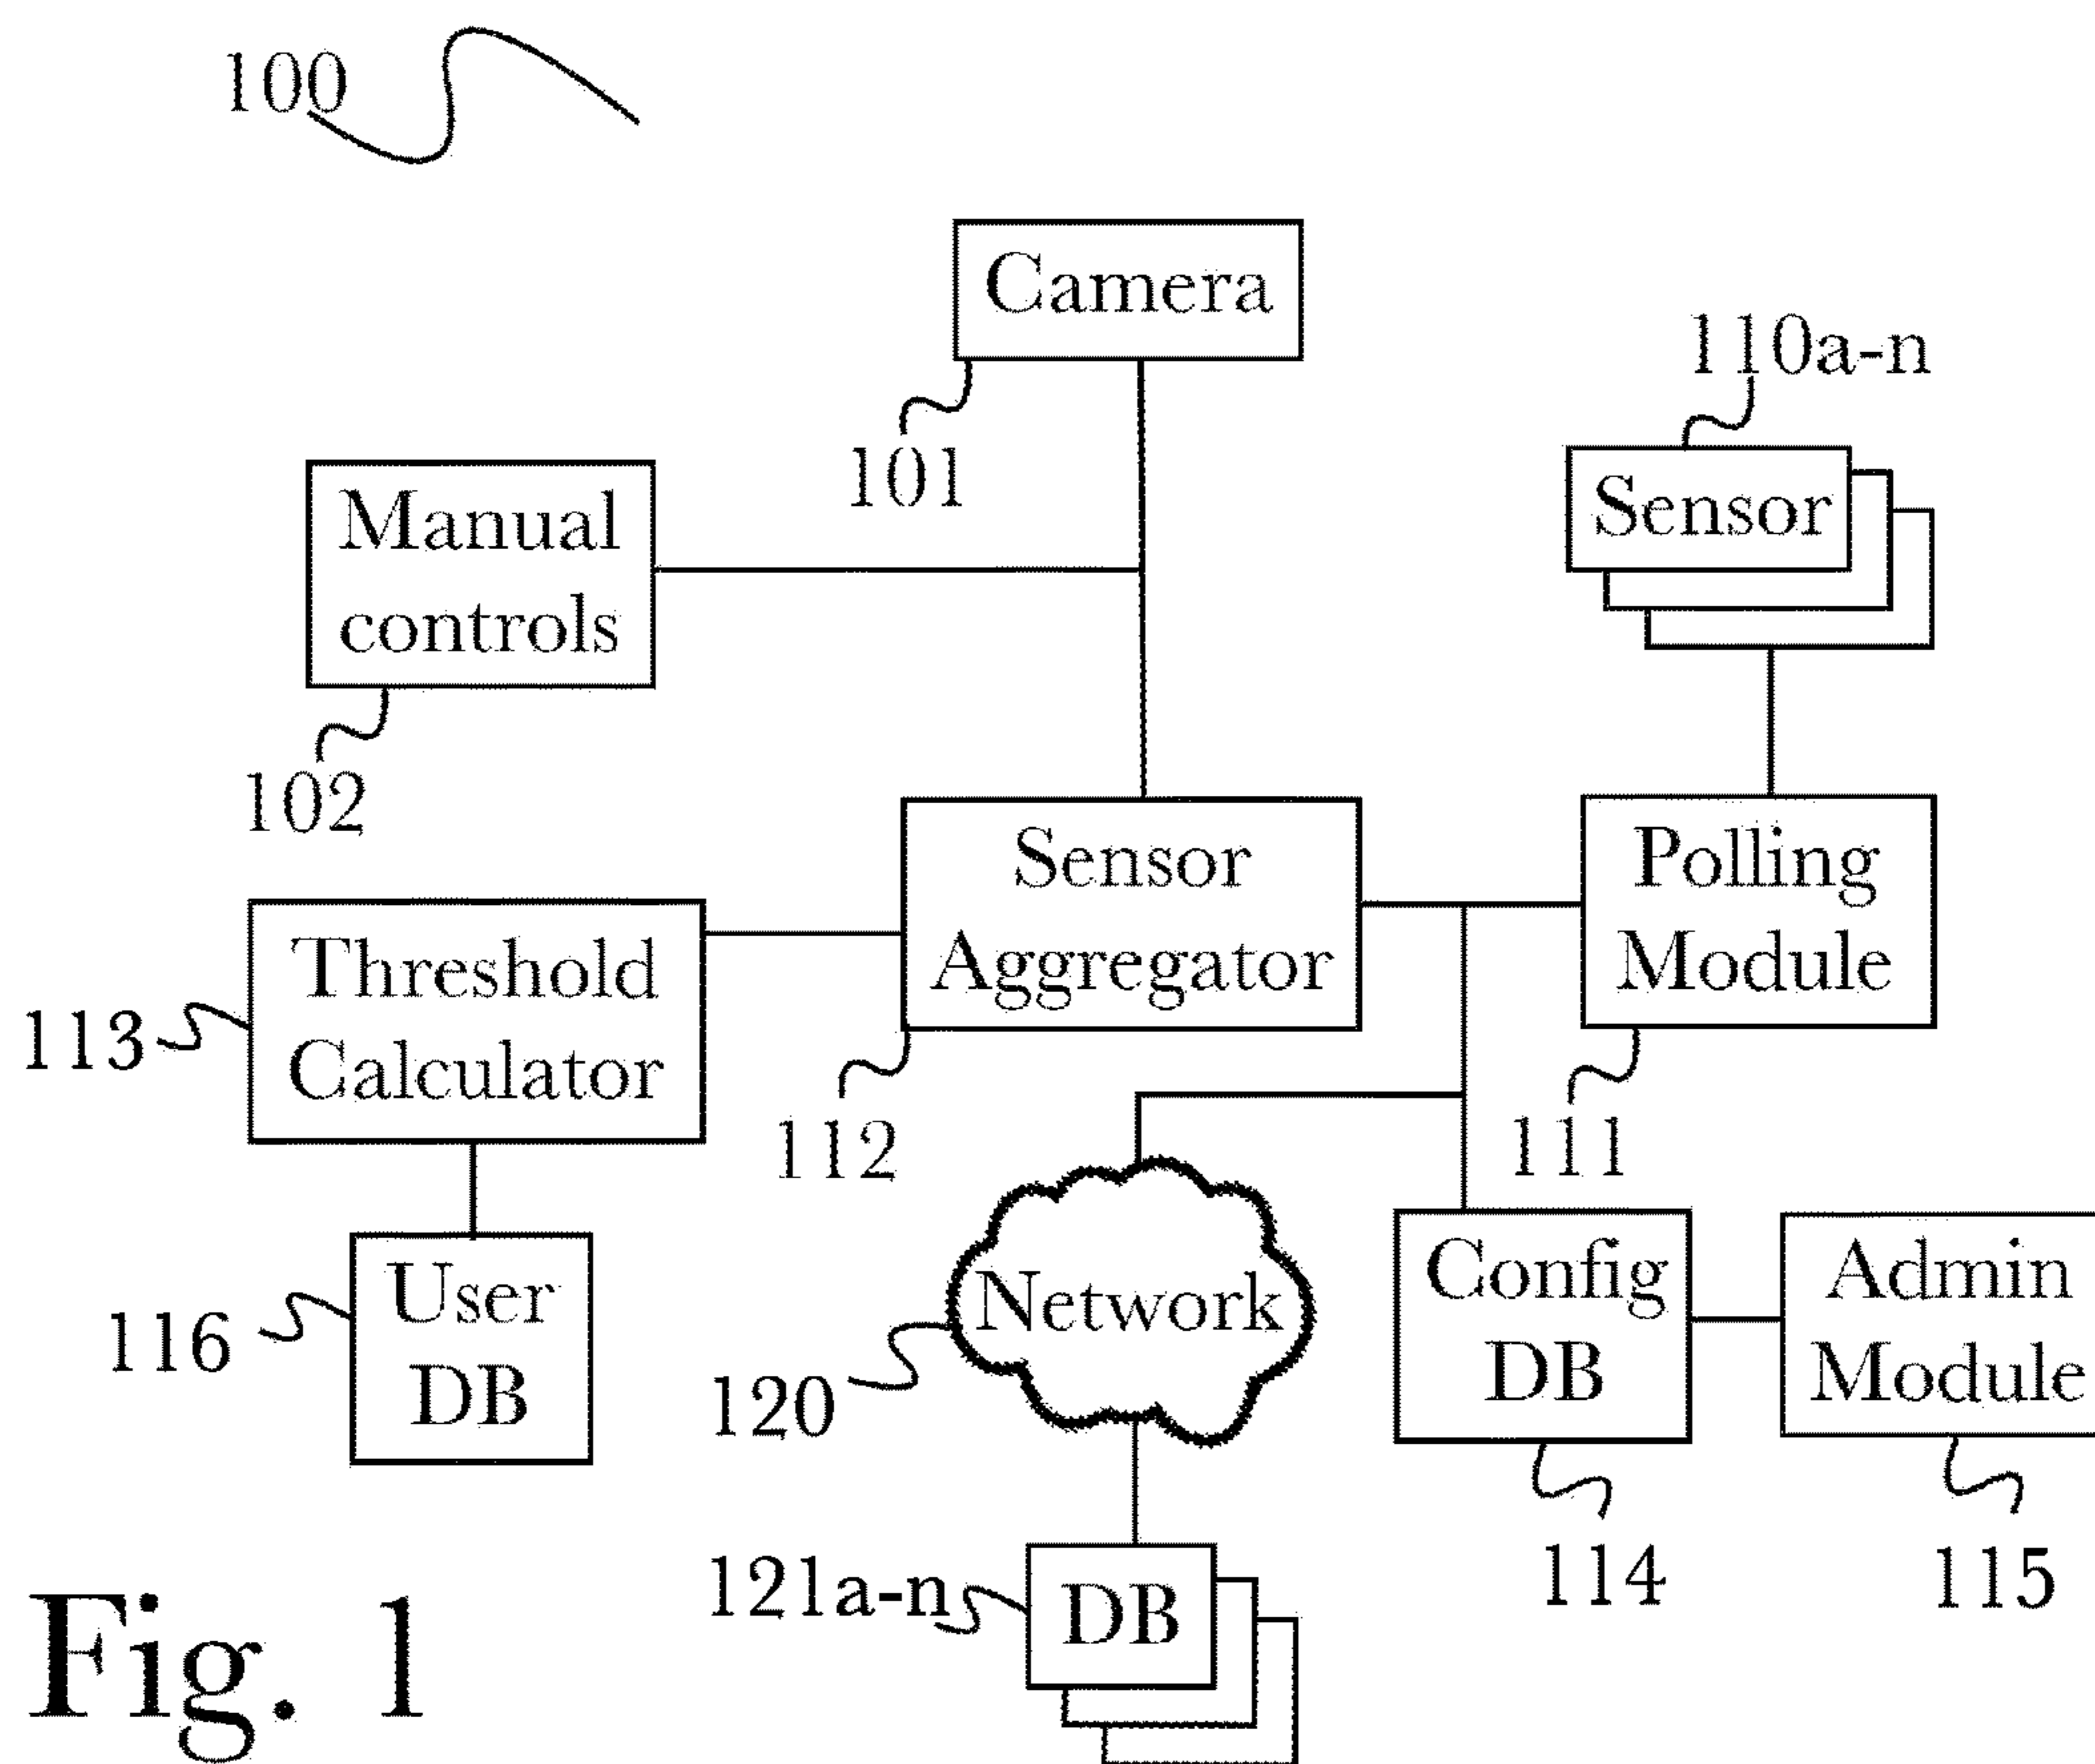 100
Camera
101
110a-n
Sensor
Manual
controls
102
Sensor
Aggregator
112
Polling
Module
111
Threshold
Calculator
113
User
DB
116
Network
120
Config
DB
114
Admin
Module
115
121a-n
DB
Fig. 1